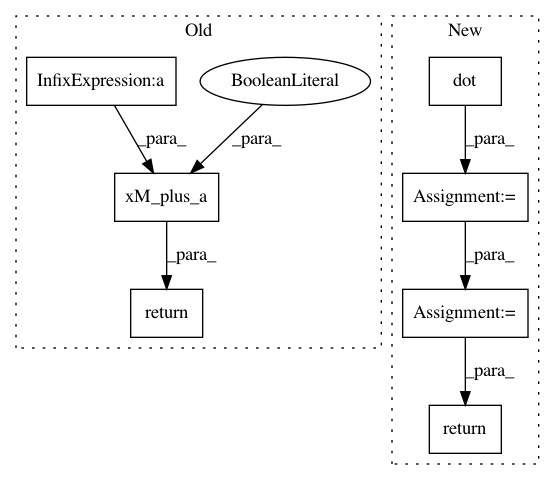 Old
New
InfixExpression:a
BooleanLiteral
dot
_para_
_para_
_para_
xM_plus_a
Assignment:=
_para_
_para_
return
Assignment:=
_para_
return